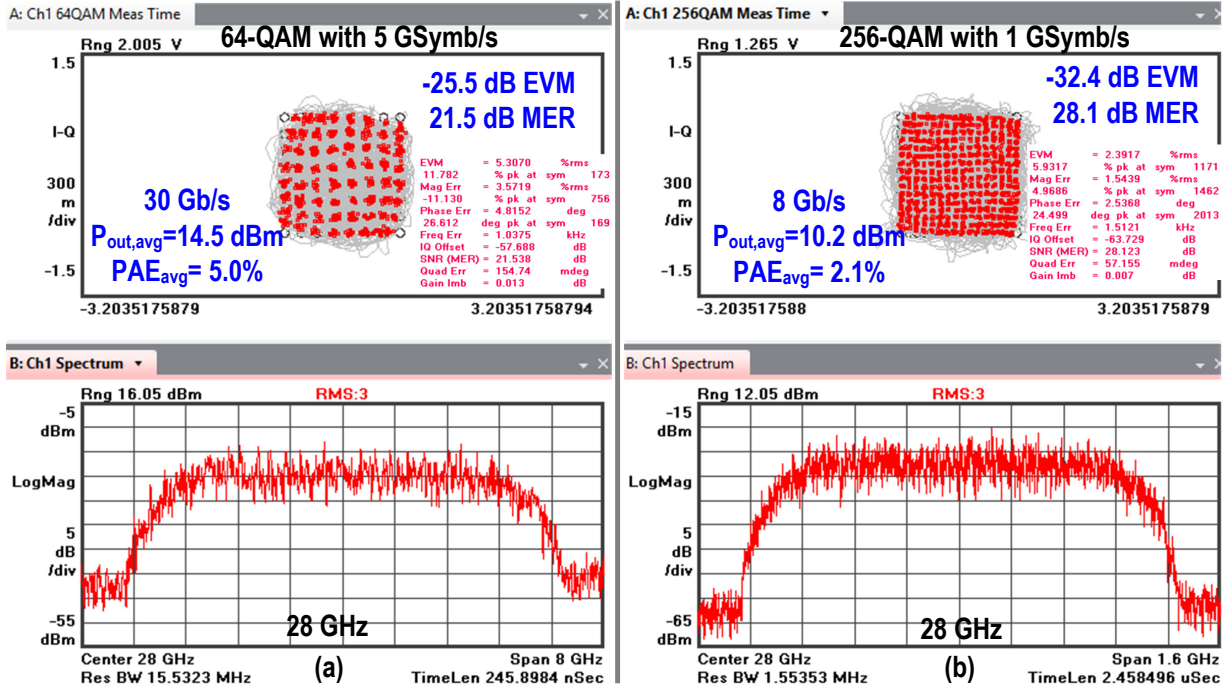 A: Ch1 64QAM Meas Time
Rng 2.005 V
64-QAM with 5 GSymb/s
1.5
I-Q
300
m
/div
-1.5
-25.5 dB EVM
21.5 dB MER
30 Gb/s
Pout,avg=14.5 dBm
PAEavg= 5.0%
EVM = 5.3070 %rms
11.782 % pk at sym 173
Mag Err = 3.5719 %rms
-11.130 % pk at sym 756
Phase Err = 4.8152 deg
26.612 deg pk at sym 169
Freq Err = 1.0375 kHz
IQ Offset = -57.688 dB
SNR (MER) = 21.538 dB
Quad Err = 154.74 mdeg
Gain Imb = 0.013 dB
-3.2035175879
3.20351758794
B: Ch1 Spectrum
Rng 16.05 dBm
RMS:3
-5
dBm
LogMag
5
dB
/div
-55
dBm
28 GHz
Center 28 GHz
Span 8 GHz
Res BW 15.5323 MHz
TimeLen 245.8984 nSec
(a)
A: Ch1 256QAM Meas Time
Rng 1.265 V
256-QAM with 1 GSymb/s
1.5
I-Q
300
m
/div
-1.5
-32.4 dB EVM
28.1 dB MER
8 Gb/s
Pout,avg=10.2 dBm
PAEavg= 2.1%
EVM = 2.3917 %rms
5.9317 % pk at sym 1171
Mag Err = 1.5439 %rms
4.9686 % pk at sym 1462
Phase Err = 2.5368 deg
24.499 deg pk at sym 2013
Freq Err = 1.5121 kHz
IQ Offset = -63.729 dB
SNR (MER) = 28.123 dB
Quad Err = 57.155 mdeg
Gain Imb = 0.007 dB
-3.203517588
3.2035175879
B: Ch1 Spectrum
Rng 12.05 dBm
RMS:3
-15
dBm
LogMag
5
dB
/div
-65
dBm
28 GHz
Center 28 GHz
Span 1.6 GHz
Res BW 1.55353 MHz
TimeLen 2.458496 uSec
(b)